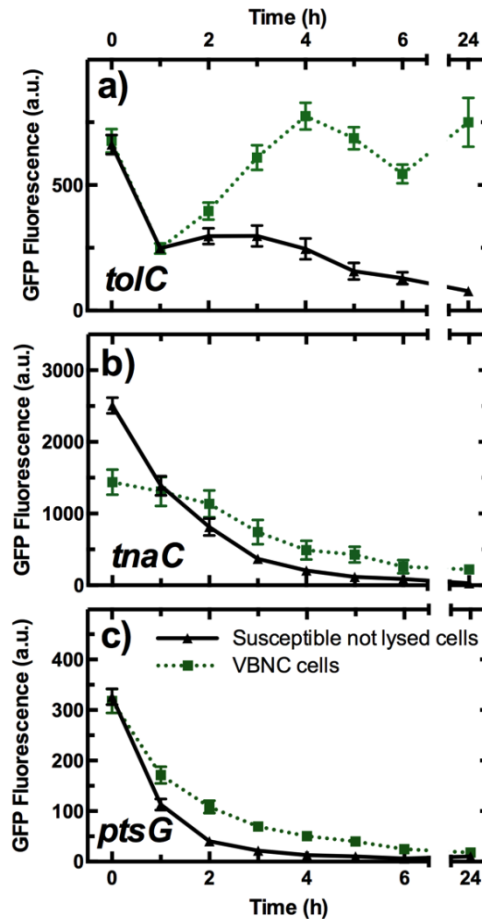 Time (h)
0 2 4 6 24
a)
GFP Fluorescence (a.u.)
500
0
tolC
b)
GFP Fluorescence (a.u.)
3000
2000
1000
0
tnaC
c)
Susceptible not lysed cells
VBNC cells
GFP Fluorescence (a.u.)
400
300
200
100
0
ptsG
0 2 4 6 24
Time (h)